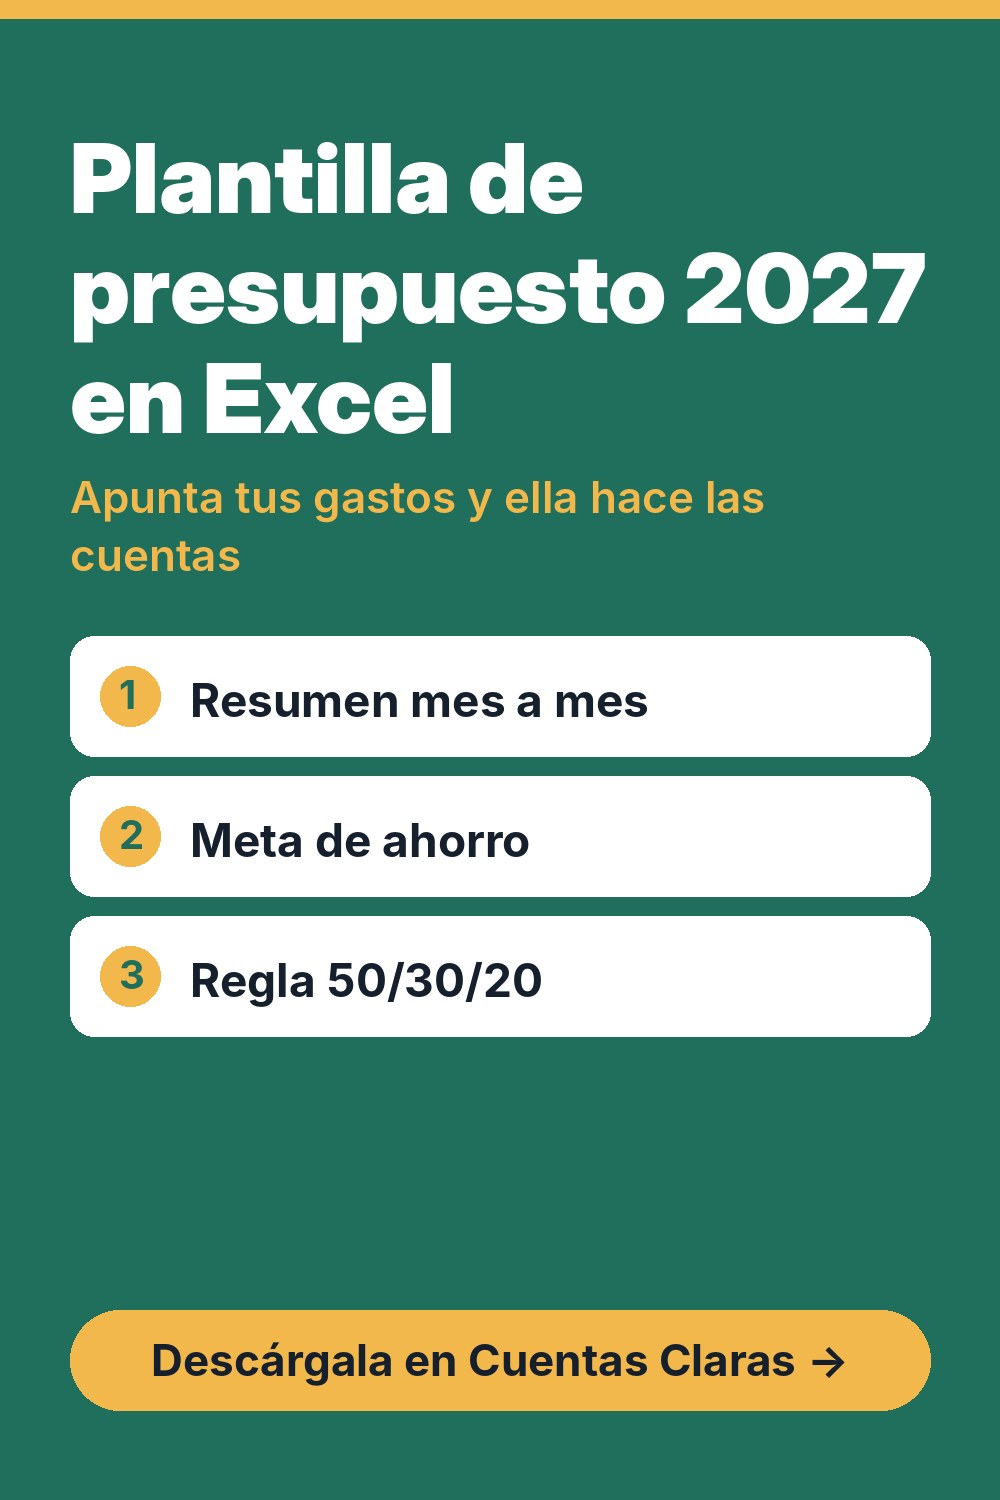 Plantilla de
presupuesto 2027
en Excel
Apunta tus gastos y ella hace las
cuentas
1 Resumen mes a mes
2 Meta de ahorro
3 Regla 50/30/20
Descárgala en Cuentas Claras →